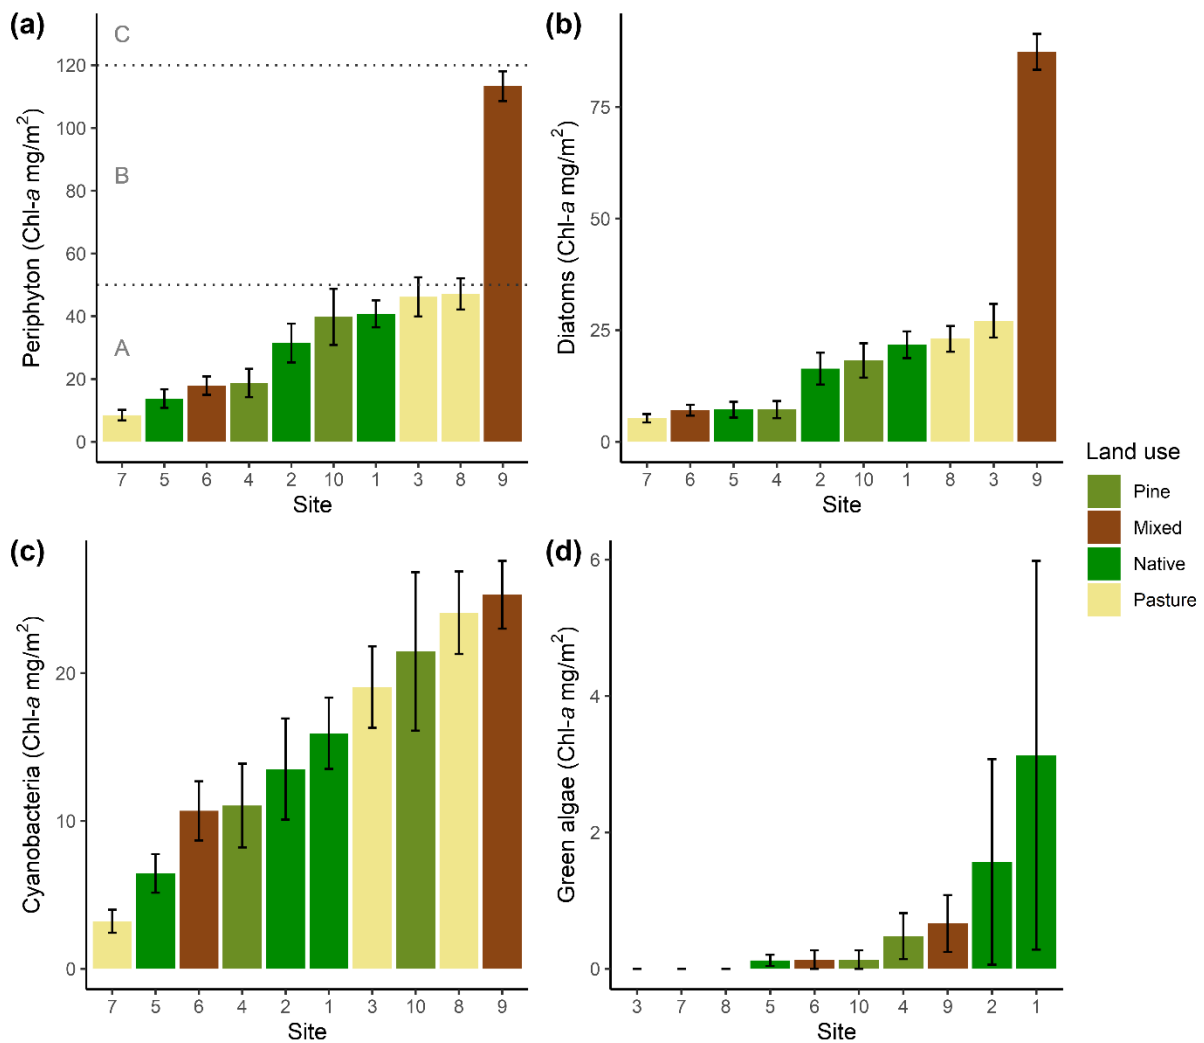 (a)
C
B
A
120
100
80
60
40
20
0
Periphyton (Chl-a mg/m²)
7 5 6 4 2 10 1 3 8 9
Site
(b)
75
50
25
0
Diatoms (Chl-a mg/m²)
7 6 5 4 2 10 1 8 3 9
Site
Land use
Pine
Mixed
Native
Pasture
(c)
20
10
0
Cyanobacteria (Chl-a mg/m²)
7 5 6 4 2 1 3 10 8 9
Site
(d)
6
4
2
0
Green algae (Chl-a mg/m²)
3 7 8 5 6 10 4 9 2 1
Site